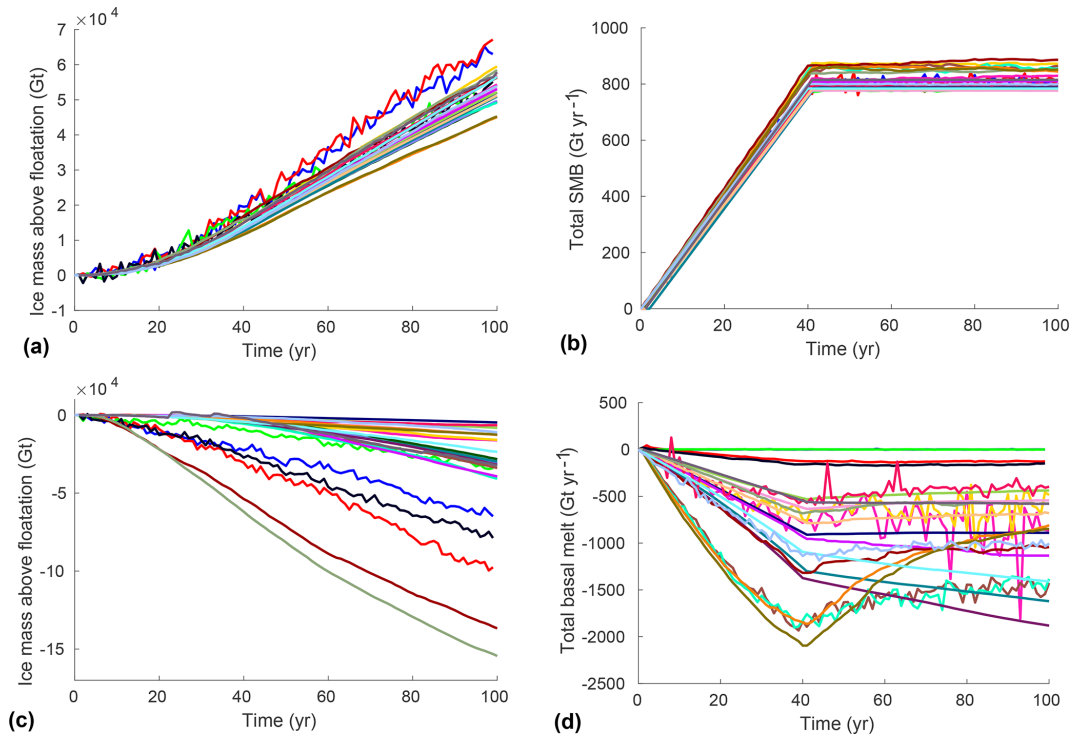 ×10⁴
7
6
5
4
3
2
1
0
-1
0 20 40 60 80 100
Ice mass above floatation (Gt)
Time (yr)
(a)
1000
800
600
400
200
0
0 20 40 60 80 100
Total SMB (Gt yr−1)
Time (yr)
(b)
×10⁴
0
-5
-10
-15
0 20 40 60 80 100
Ice mass above floatation (Gt)
Time (yr)
(c)
500
0
-500
-1000
-1500
-2000
-2500
0 20 40 60 80 100
Total basal melt (Gt yr−1)
Time (yr)
(d)